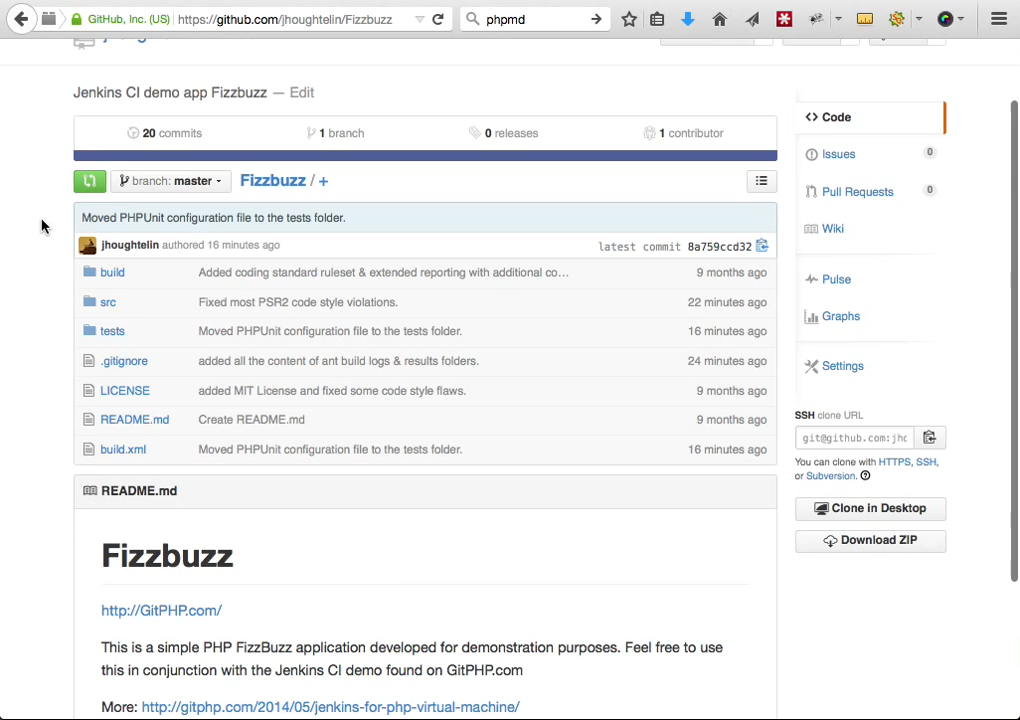 GitHub, Inc. (US) https://github.com/jhoughtelin/Fizzbuzz phpmd
Jenkins CI demo app Fizzbuzz — Edit
20 commits 1 branch 0 releases 1 contributor
branch: master Fizzbuzz / +
Moved PHPUnit configuration file to the tests folder.
jhoughtelin authored 16 minutes ago latest commit 8a759ccd32
build Added coding standard ruleset & extended reporting with additional co… 9 months ago
src Fixed most PSR2 code style violations. 22 minutes ago
tests Moved PHPUnit configuration file to the tests folder. 16 minutes ago
.gitignore added all the content of ant build logs & results folders. 24 minutes ago
LICENSE added MIT License and fixed some code style flaws. 9 months ago
README.md Create README.md 9 months ago
build.xml Moved PHPUnit configuration file to the tests folder. 16 minutes ago
README.md
Fizzbuzz
http://GitPHP.com/
This is a simple PHP FizzBuzz application developed for demonstration purposes. Feel free to use
this in conjunction with the Jenkins CI demo found on GitPHP.com
More: http://gitphp.com/2014/05/jenkins-for-php-virtual-machine/
Code
Issues 0
Pull Requests 0
Wiki
Pulse
Graphs
Settings
SSH clone URL
git@github.com:jhc
You can clone with HTTPS, SSH,
or Subversion.
Clone in Desktop
Download ZIP